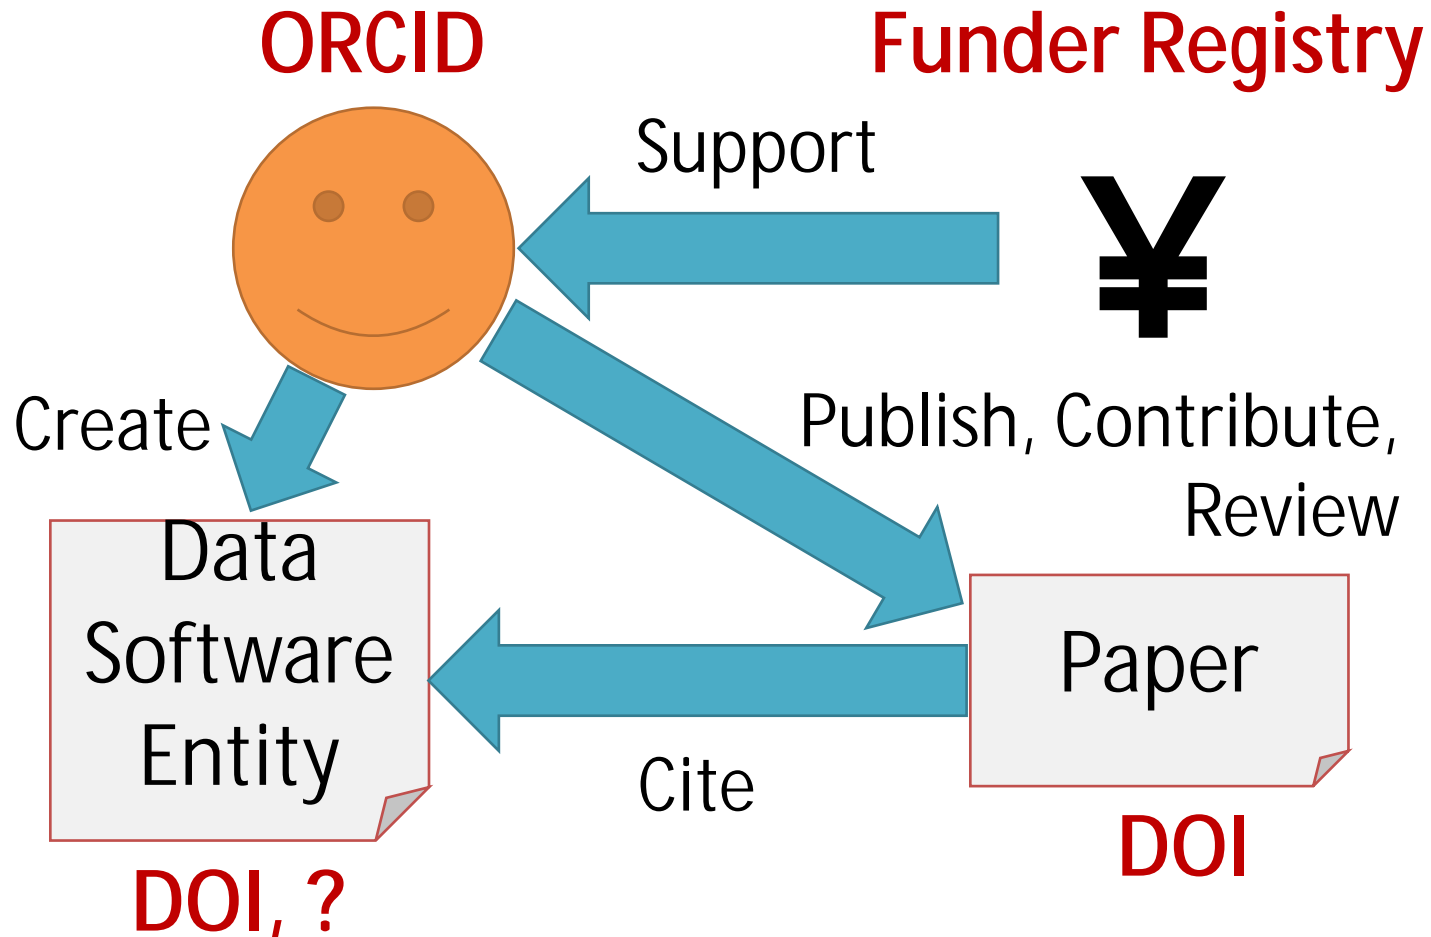 ORCID
Funder Registry
Support
¥
Create
Publish, Contribute,
Review
Data
Software
Entity
Paper
Cite
DOI
DOI, ?